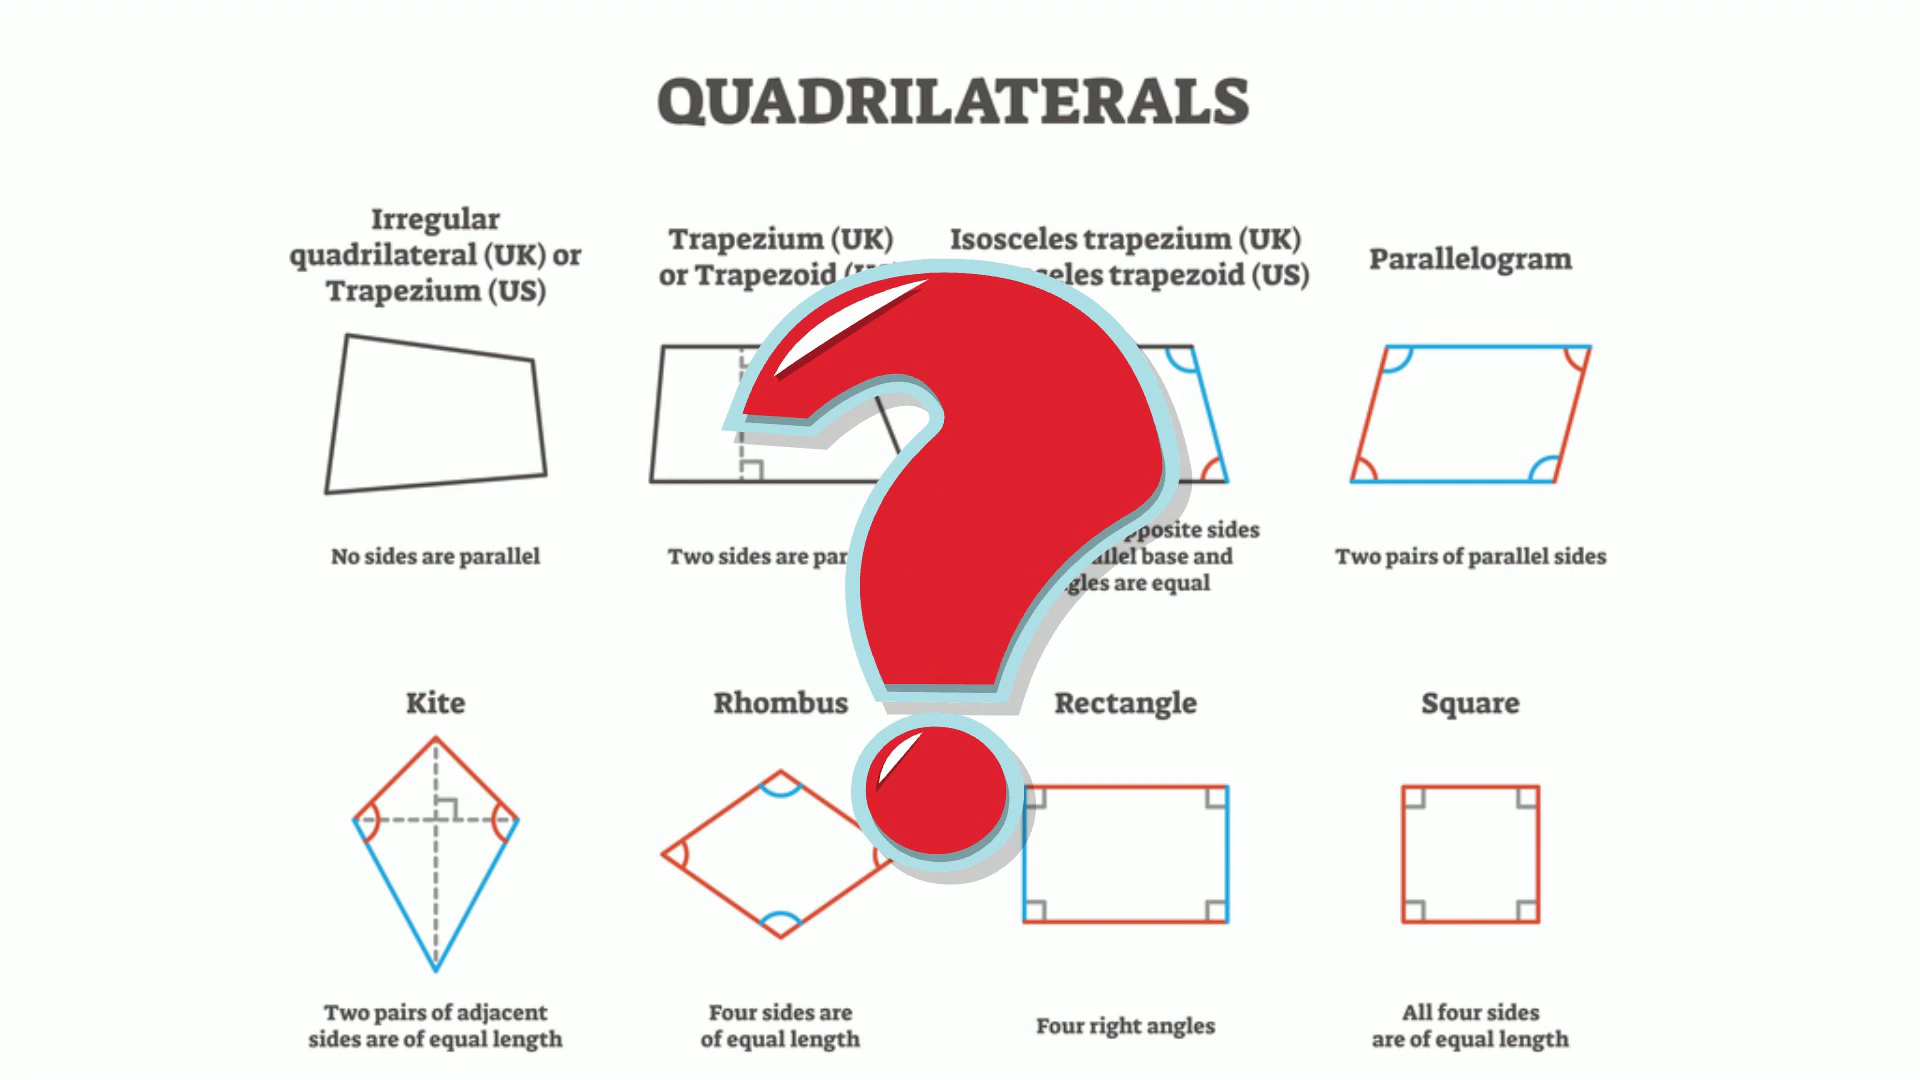 QUADRILATERALS
Irregular
quadrilateral (UK) or
Trapezium (US)
Trapezium (UK)
or Trapezoid
Isosceles trapezium (UK)
trapezoid (US)
Parallelogram
No sides are parallel
Two sides are
sides
base and
are equal
Two pairs of parallel sides
Kite
Rhombus
Rectangle
Square
Two pairs of adjacent
sides are of equal length
Four sides are
of equal length
Four right angles
All four sides
are of equal length